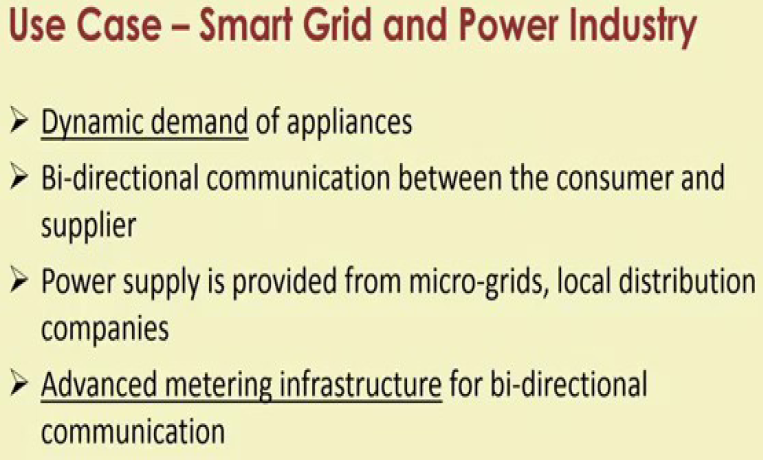 Use Case – Smart Grid and Power Industry
➢ Dynamic demand of appliances
➢ Bi-directional communication between the consumer and
supplier
➢ Power supply is provided from micro-grids, local distribution
companies
➢ Advanced metering infrastructure for bi-directional
communication